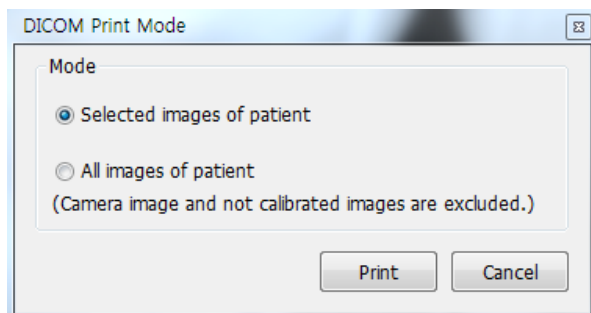 DICOM Print Mode
Mode
Selected images of patient
All images of patient
(Camera image and not calibrated images are excluded.)
Print Cancel